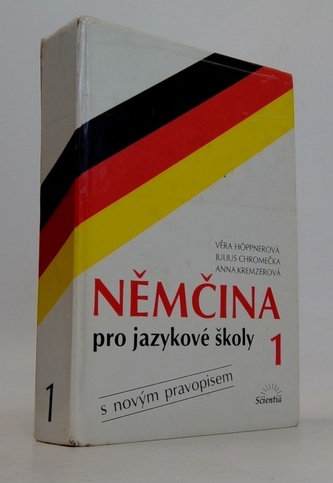 VĚRA HÖPPNEROVÁ
JULIUS CHROMEČKA
ANNA KREMZEROVÁ
NĚMČINA
pro jazykové školy 1
s novým pravopisem
Scientia
1